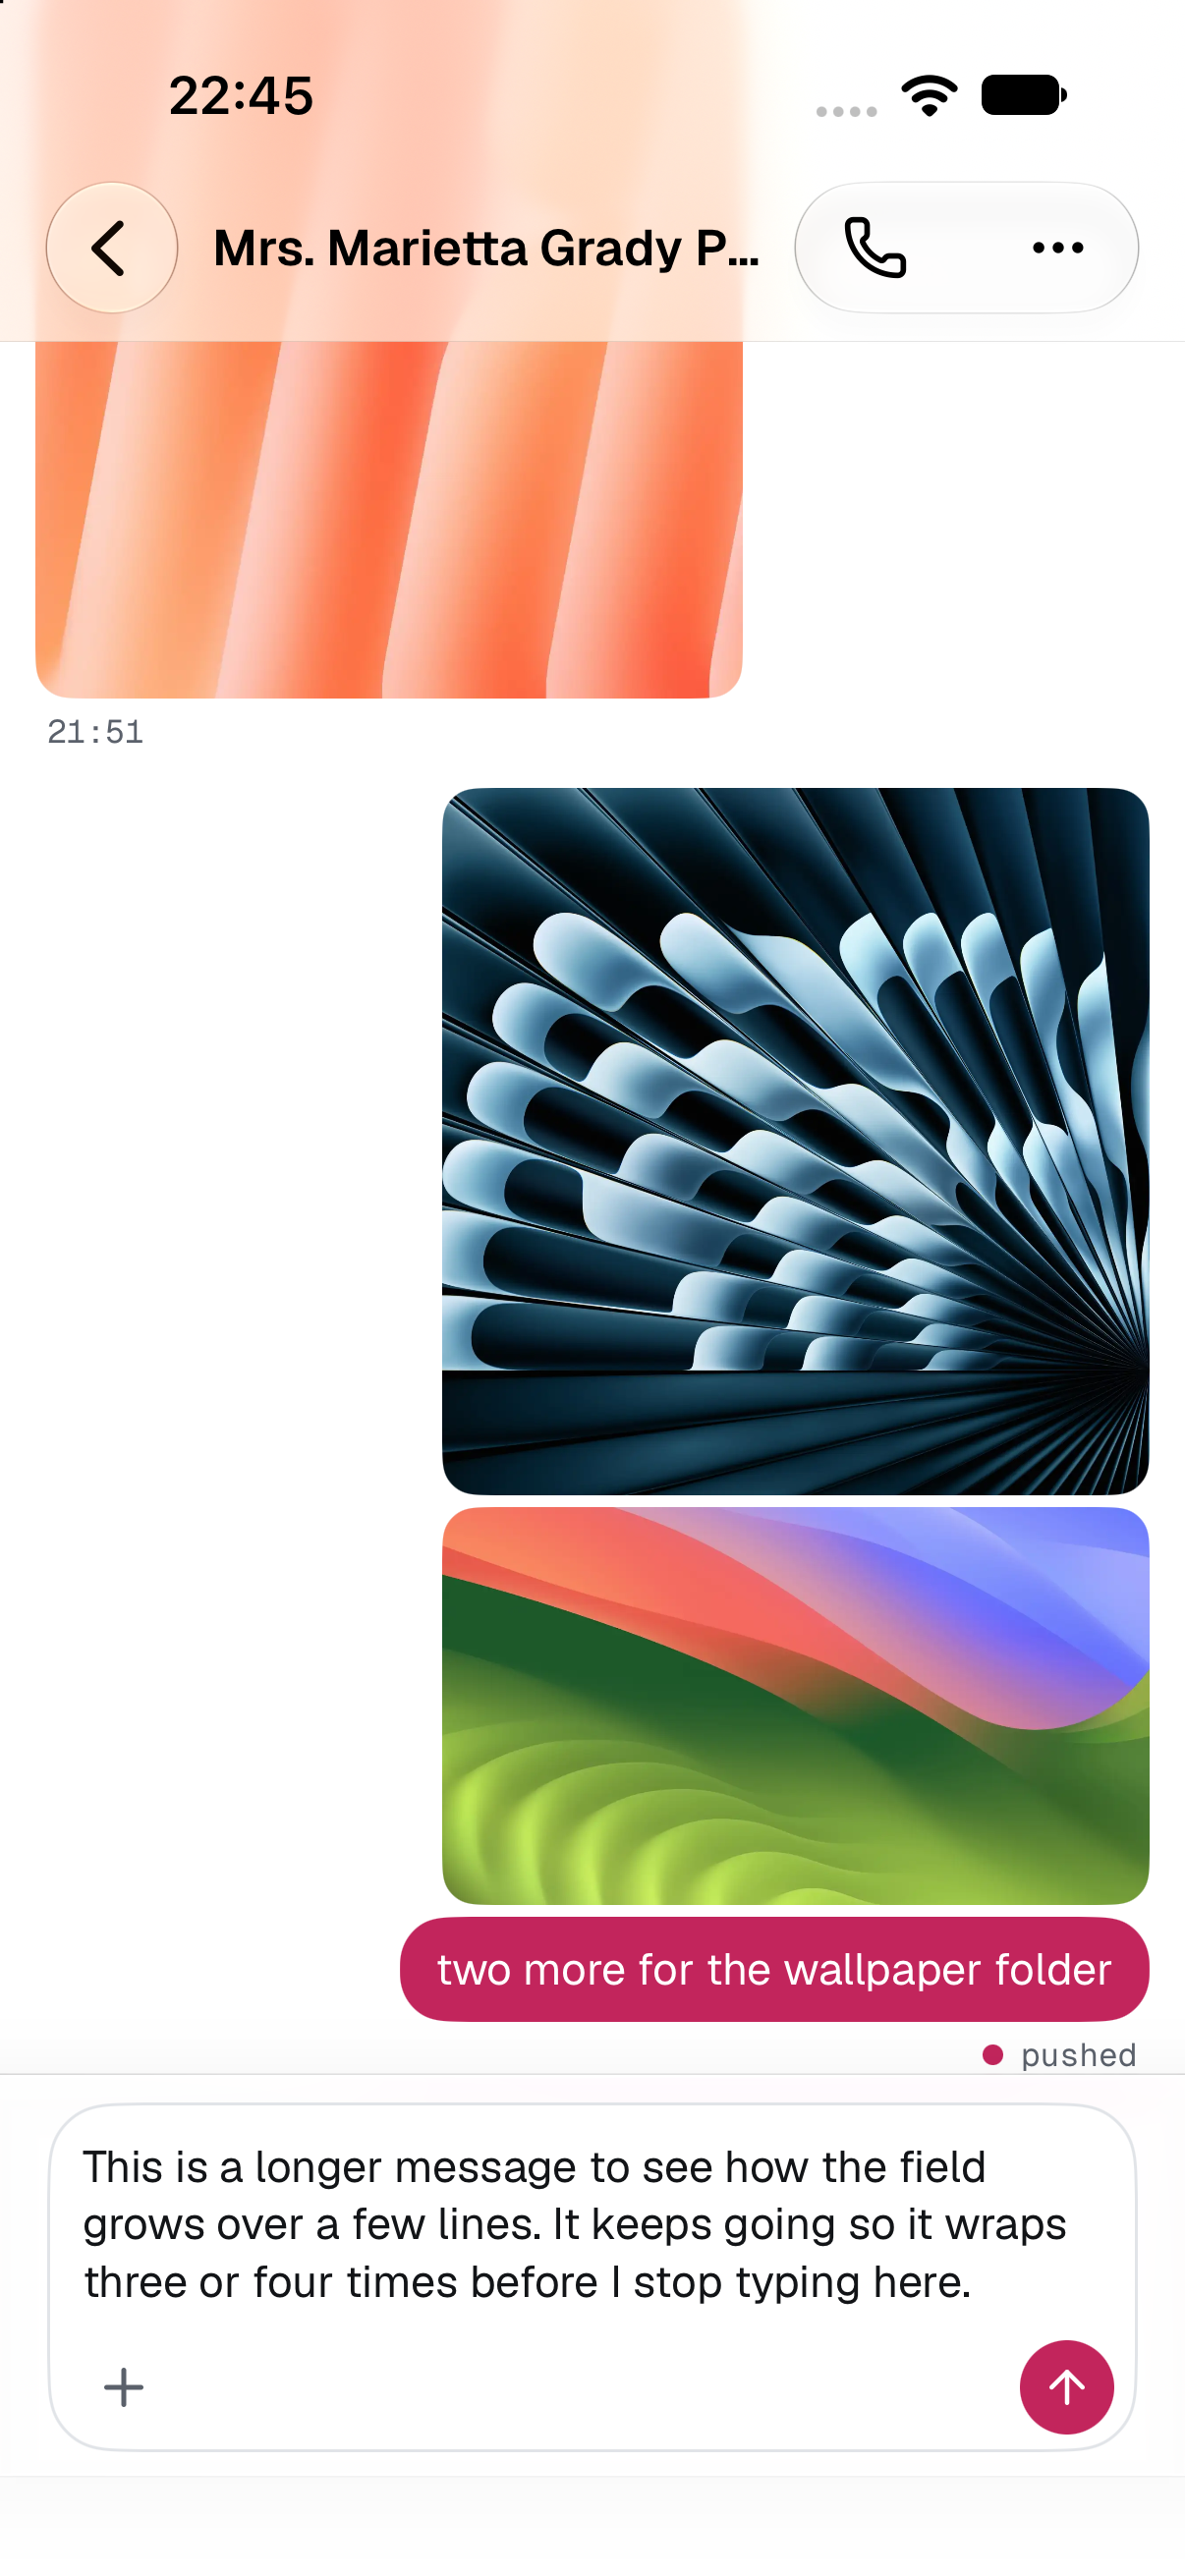 22:45
Mrs. Marietta Grady P...
21:51
two more for the wallpaper folder
pushed
This is a longer message to see how the field
grows over a few lines. It keeps going so it wraps
three or four times before I stop typing here.